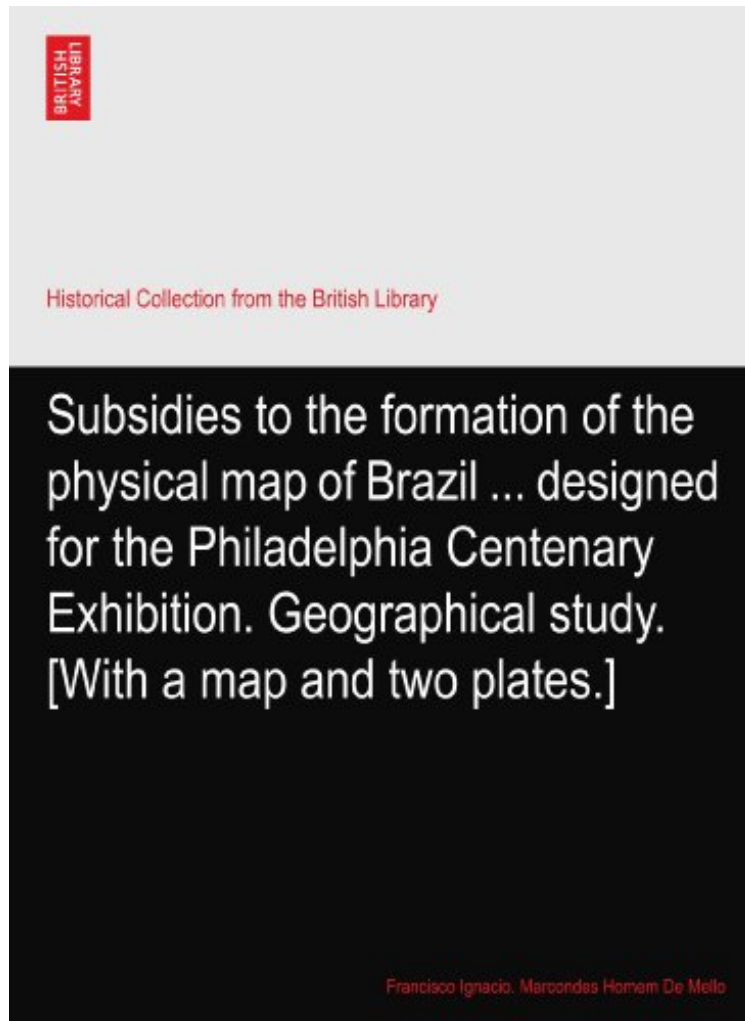 BRITISH
LIBRARY
Historical Collection from the British Library
Subsidies to the formation of the
physical map of Brazil ... designed
for the Philadelphia Centenary
Exhibition. Geographical study.
[With a map and two plates.]
Francisco Ignacio. Marcondes Homem De Mello